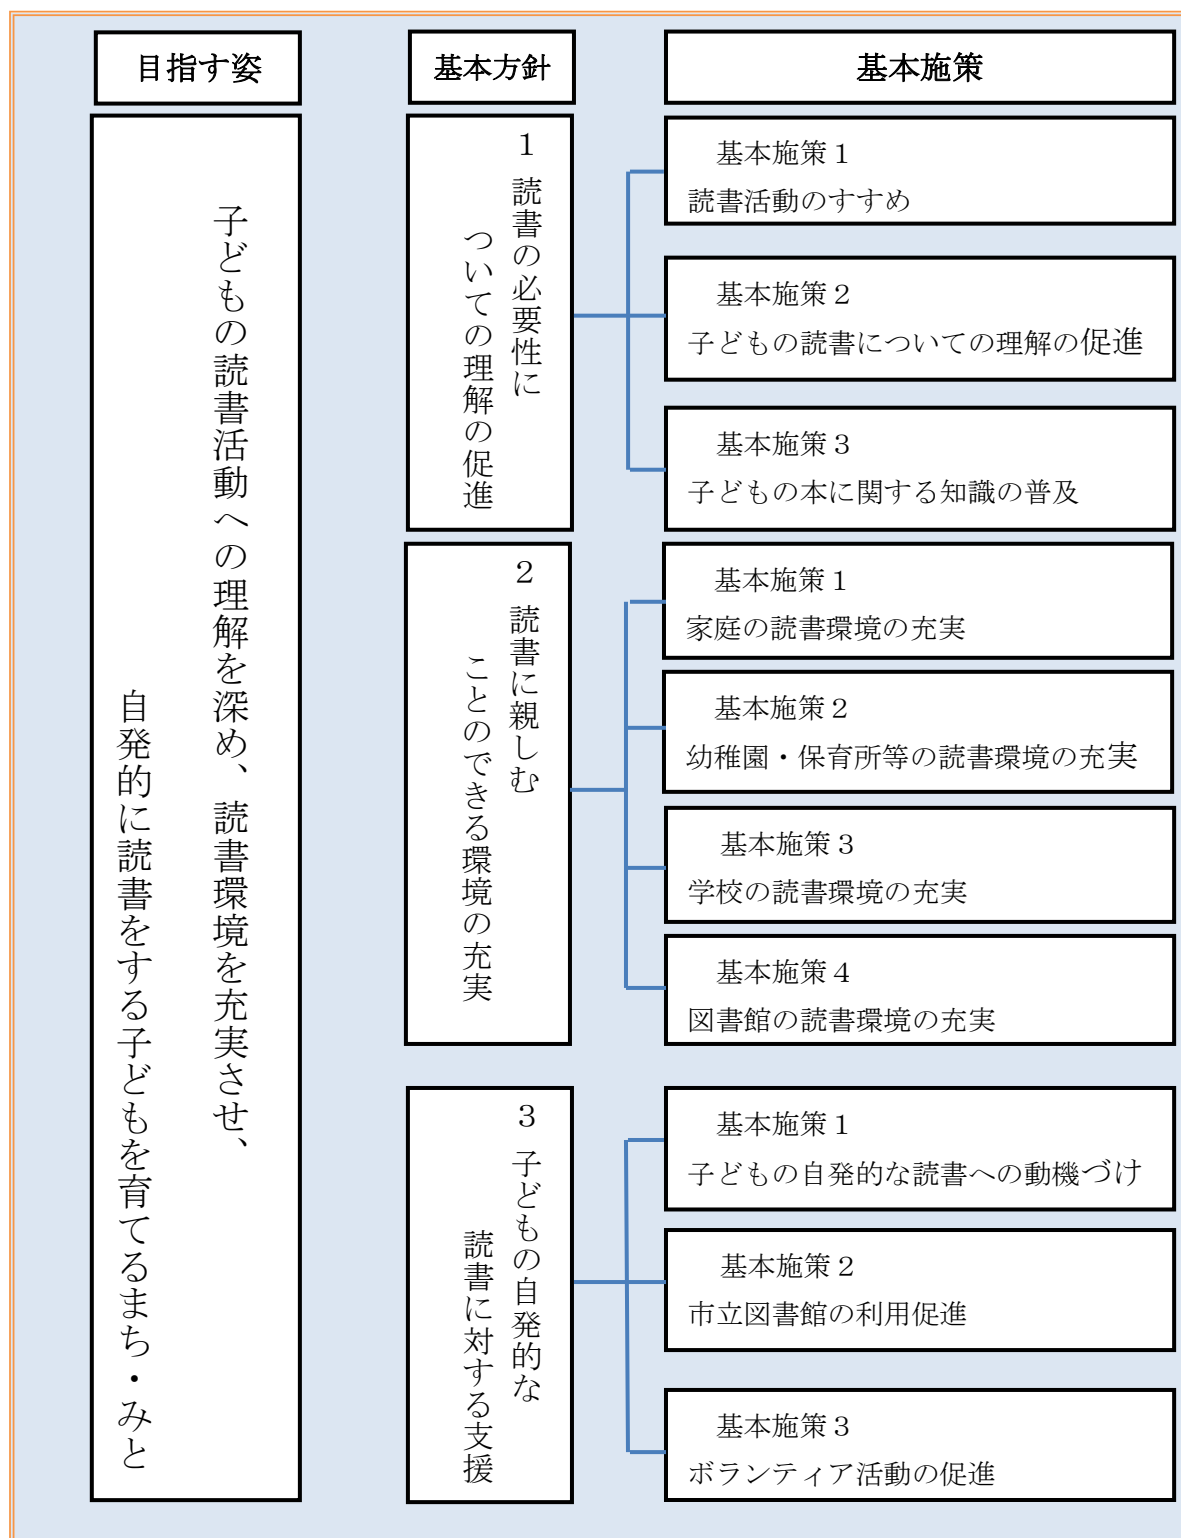 目指す姿
基本方針
基本施策
子どもの読書活動への理解を深め、読書環境を充実させ、
自発的に読書をする子どもを育てるまち・みと
1 読書の必要性に
ついての理解の促進
基本施策1
読書活動のすすめ
基本施策2
子どもの読書についての理解の促進
基本施策3
子どもの本に関する知識の普及
2 読書に親しむ
ことのできる環境の充実
基本施策1
家庭の読書環境の充実
基本施策2
幼稚園・保育所等の読書環境の充実
基本施策3
学校の読書環境の充実
基本施策4
図書館の読書環境の充実
3 子どもの自発的な
読書に対する支援
基本施策1
子どもの自発的な読書への動機づけ
基本施策2
市立図書館の利用促進
基本施策3
ボランティア活動の促進